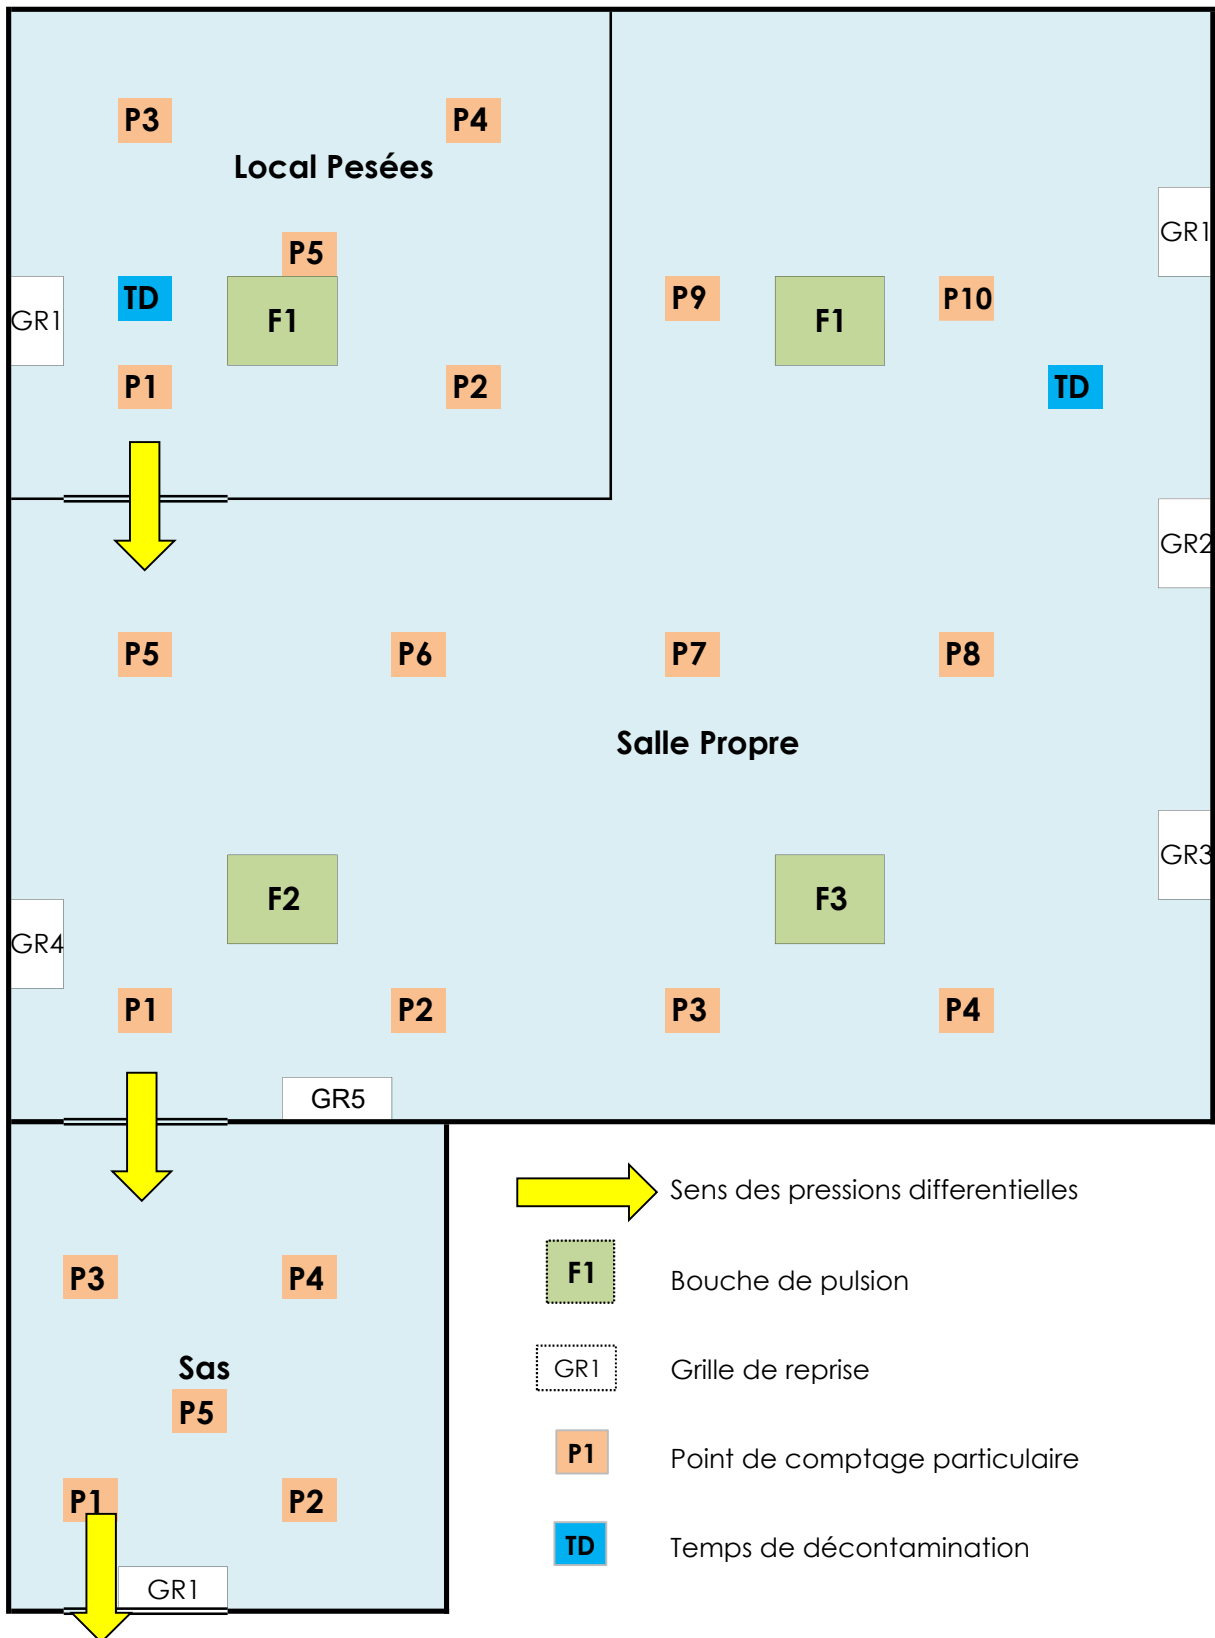 P3
P4
Local Pesées
P5
GR1
TD
F1
P1
P2
GR1
P9
F1
P10
TD
GR2
P5
P6
P7
P8
Salle Propre
GR3
F2
F3
GR4
P1
P2
P3
P4
GR5
P3
P4
Sas
P5
P1
P2
GR1
Sens des pressions differentielles
F1
Bouche de pulsion
GR1
Grille de reprise
P1
Point de comptage particulaire
TD
Temps de décontamination